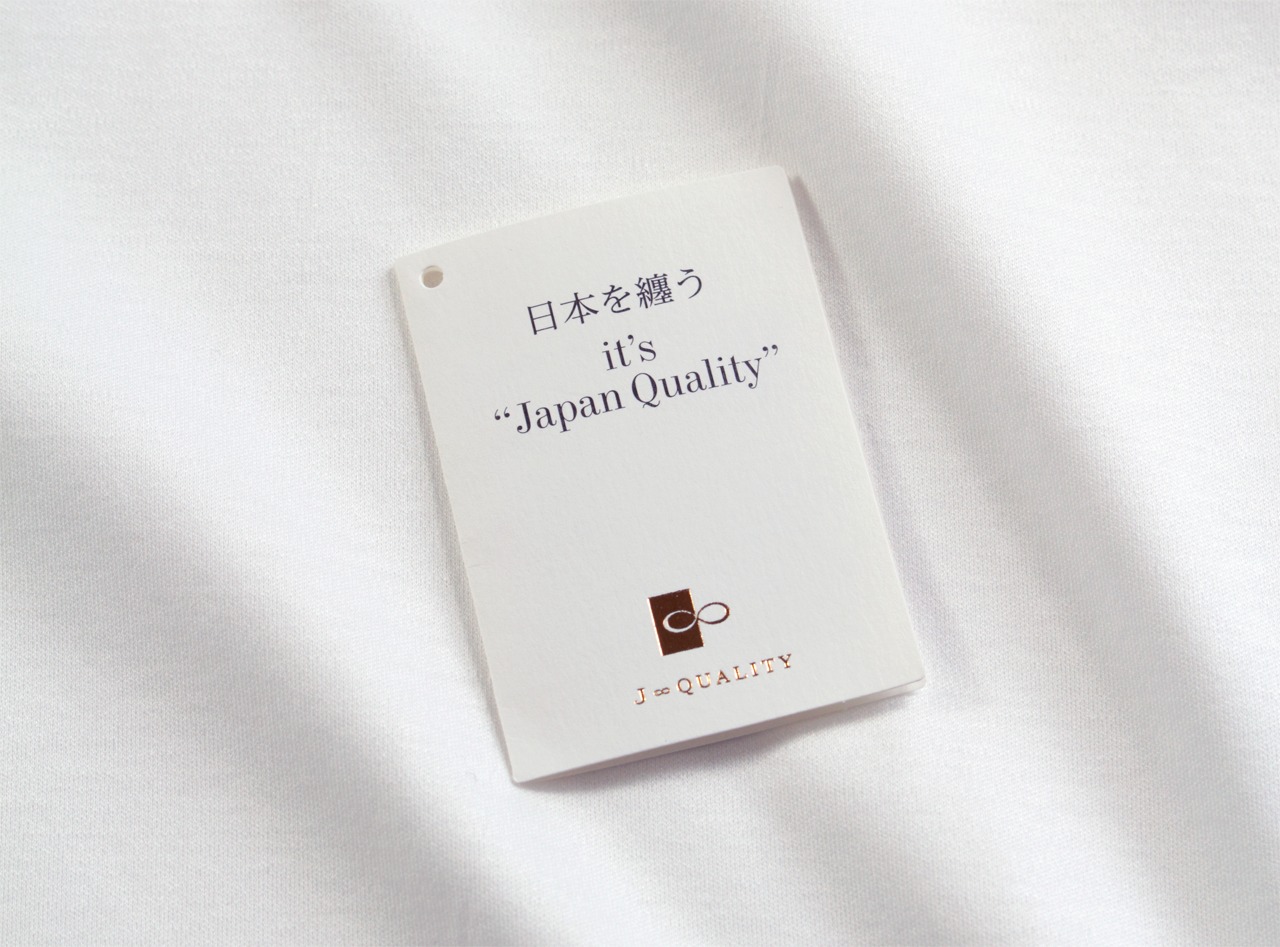 日本を纏う
it’s
“Japan Quality”
J∞QUALITY